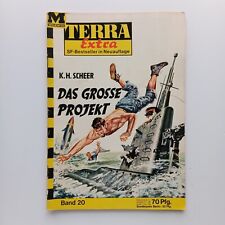 M
TERRA
Extra
SF-Bestseller in Neuauflage
K. H. SCHEER
DAS GROSSE
PROJEKT
Band 20
70 Pfg.